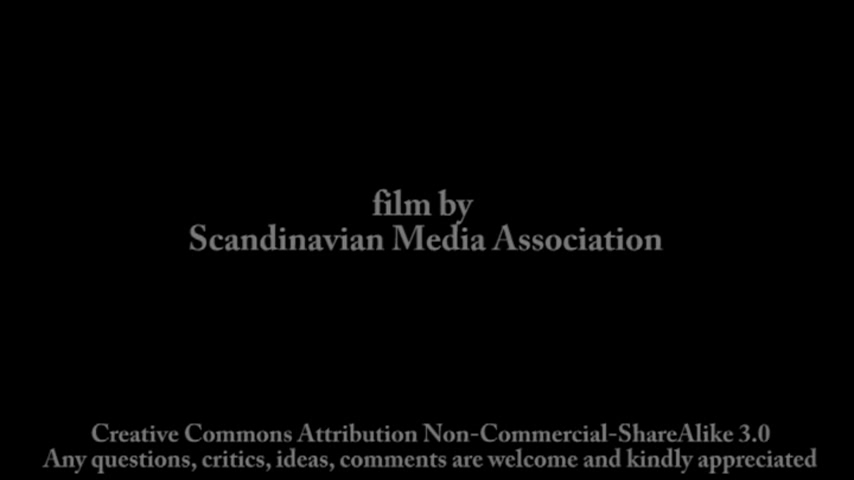 film by
Scandinavian Media Association
Creative Commons Attribution Non-Commercial-ShareAlike 3.0
Any questions, critics, ideas, comments are welcome and kindly appreciated